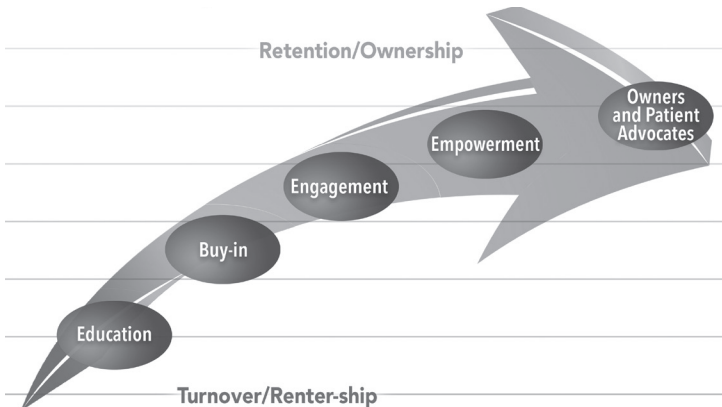 Retention/Ownership
Owners
and Patient
Advocates
Empowerment
Engagement
Buy-in
Education
Turnover/Renter-ship